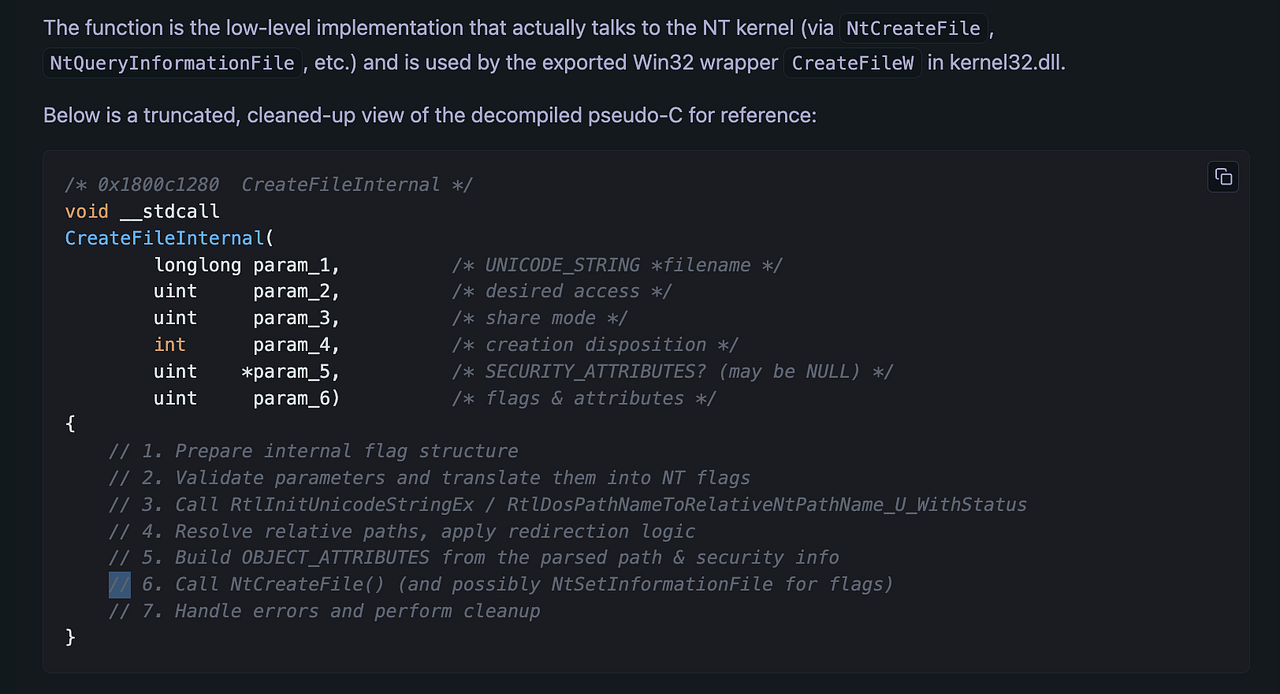 The function is the low-level implementation that actually talks to the NT kernel (via NtCreateFile ,
NtQueryInformationFile , etc.) and is used by the exported Win32 wrapper CreateFileW in kernel32.dll.
Below is a truncated, cleaned-up view of the decompiled pseudo-C for reference:
/* 0x1800c1280  CreateFileInternal */
void __stdcall
CreateFileInternal(
        longlong param_1,          /* UNICODE_STRING *filename */
        uint     param_2,          /* desired access */
        uint     param_3,          /* share mode */
        int      param_4,          /* creation disposition */
        uint    *param_5,          /* SECURITY_ATTRIBUTES? (may be NULL) */
        uint     param_6)          /* flags & attributes */
{
    // 1. Prepare internal flag structure
    // 2. Validate parameters and translate them into NT flags
    // 3. Call RtlInitUnicodeStringEx / RtlDosPathNameToRelativeNtPathName_U_WithStatus
    // 4. Resolve relative paths, apply redirection logic
    // 5. Build OBJECT_ATTRIBUTES from the parsed path & security info
    // 6. Call NtCreateFile() (and possibly NtSetInformationFile for flags)
    // 7. Handle errors and perform cleanup
}